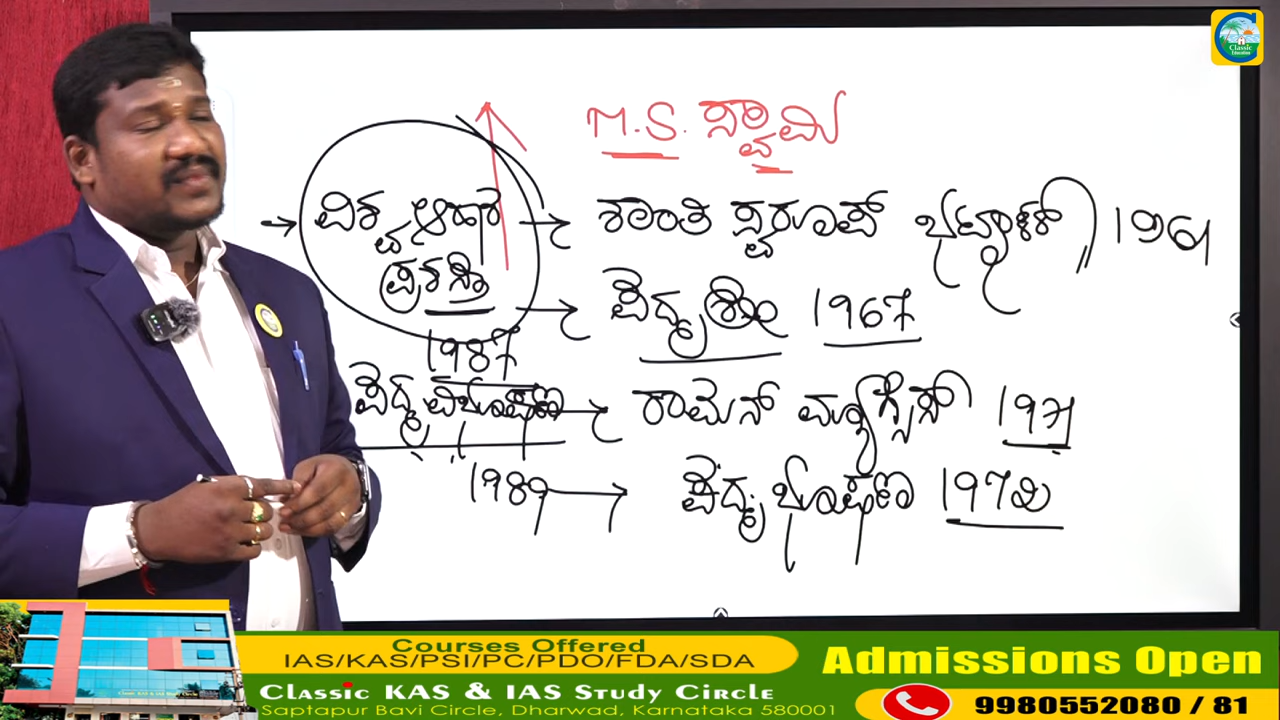 Classic
Education
M.S. ಸ್ವಾಮಿ
ವಿಶ್ವ ಆಹಾರ → ಶಾಂತಿ ಸ್ವರೂಪ್ ಭಟ್ನಾಗರ್ 1961
ಪ್ರಶಸ್ತಿ → ಪದ್ಮಶ್ರೀ 1967
1987
ಪದ್ಮವಿಭೂಷಣ → ರಾಮೆನ್ ಮ್ಯಾಗ್ಸೆಸ್ 1971
1989 → ಪದ್ಮಭೂಷಣ 1972
Courses Offered
IAS/KAS/PSI/PC/PDO/FDA/SDA
Admissions Open
Classic KAS & IAS Study Circle
Saptapur Bavi Circle, Dharwad, Karnataka 580001
9980552080 / 81